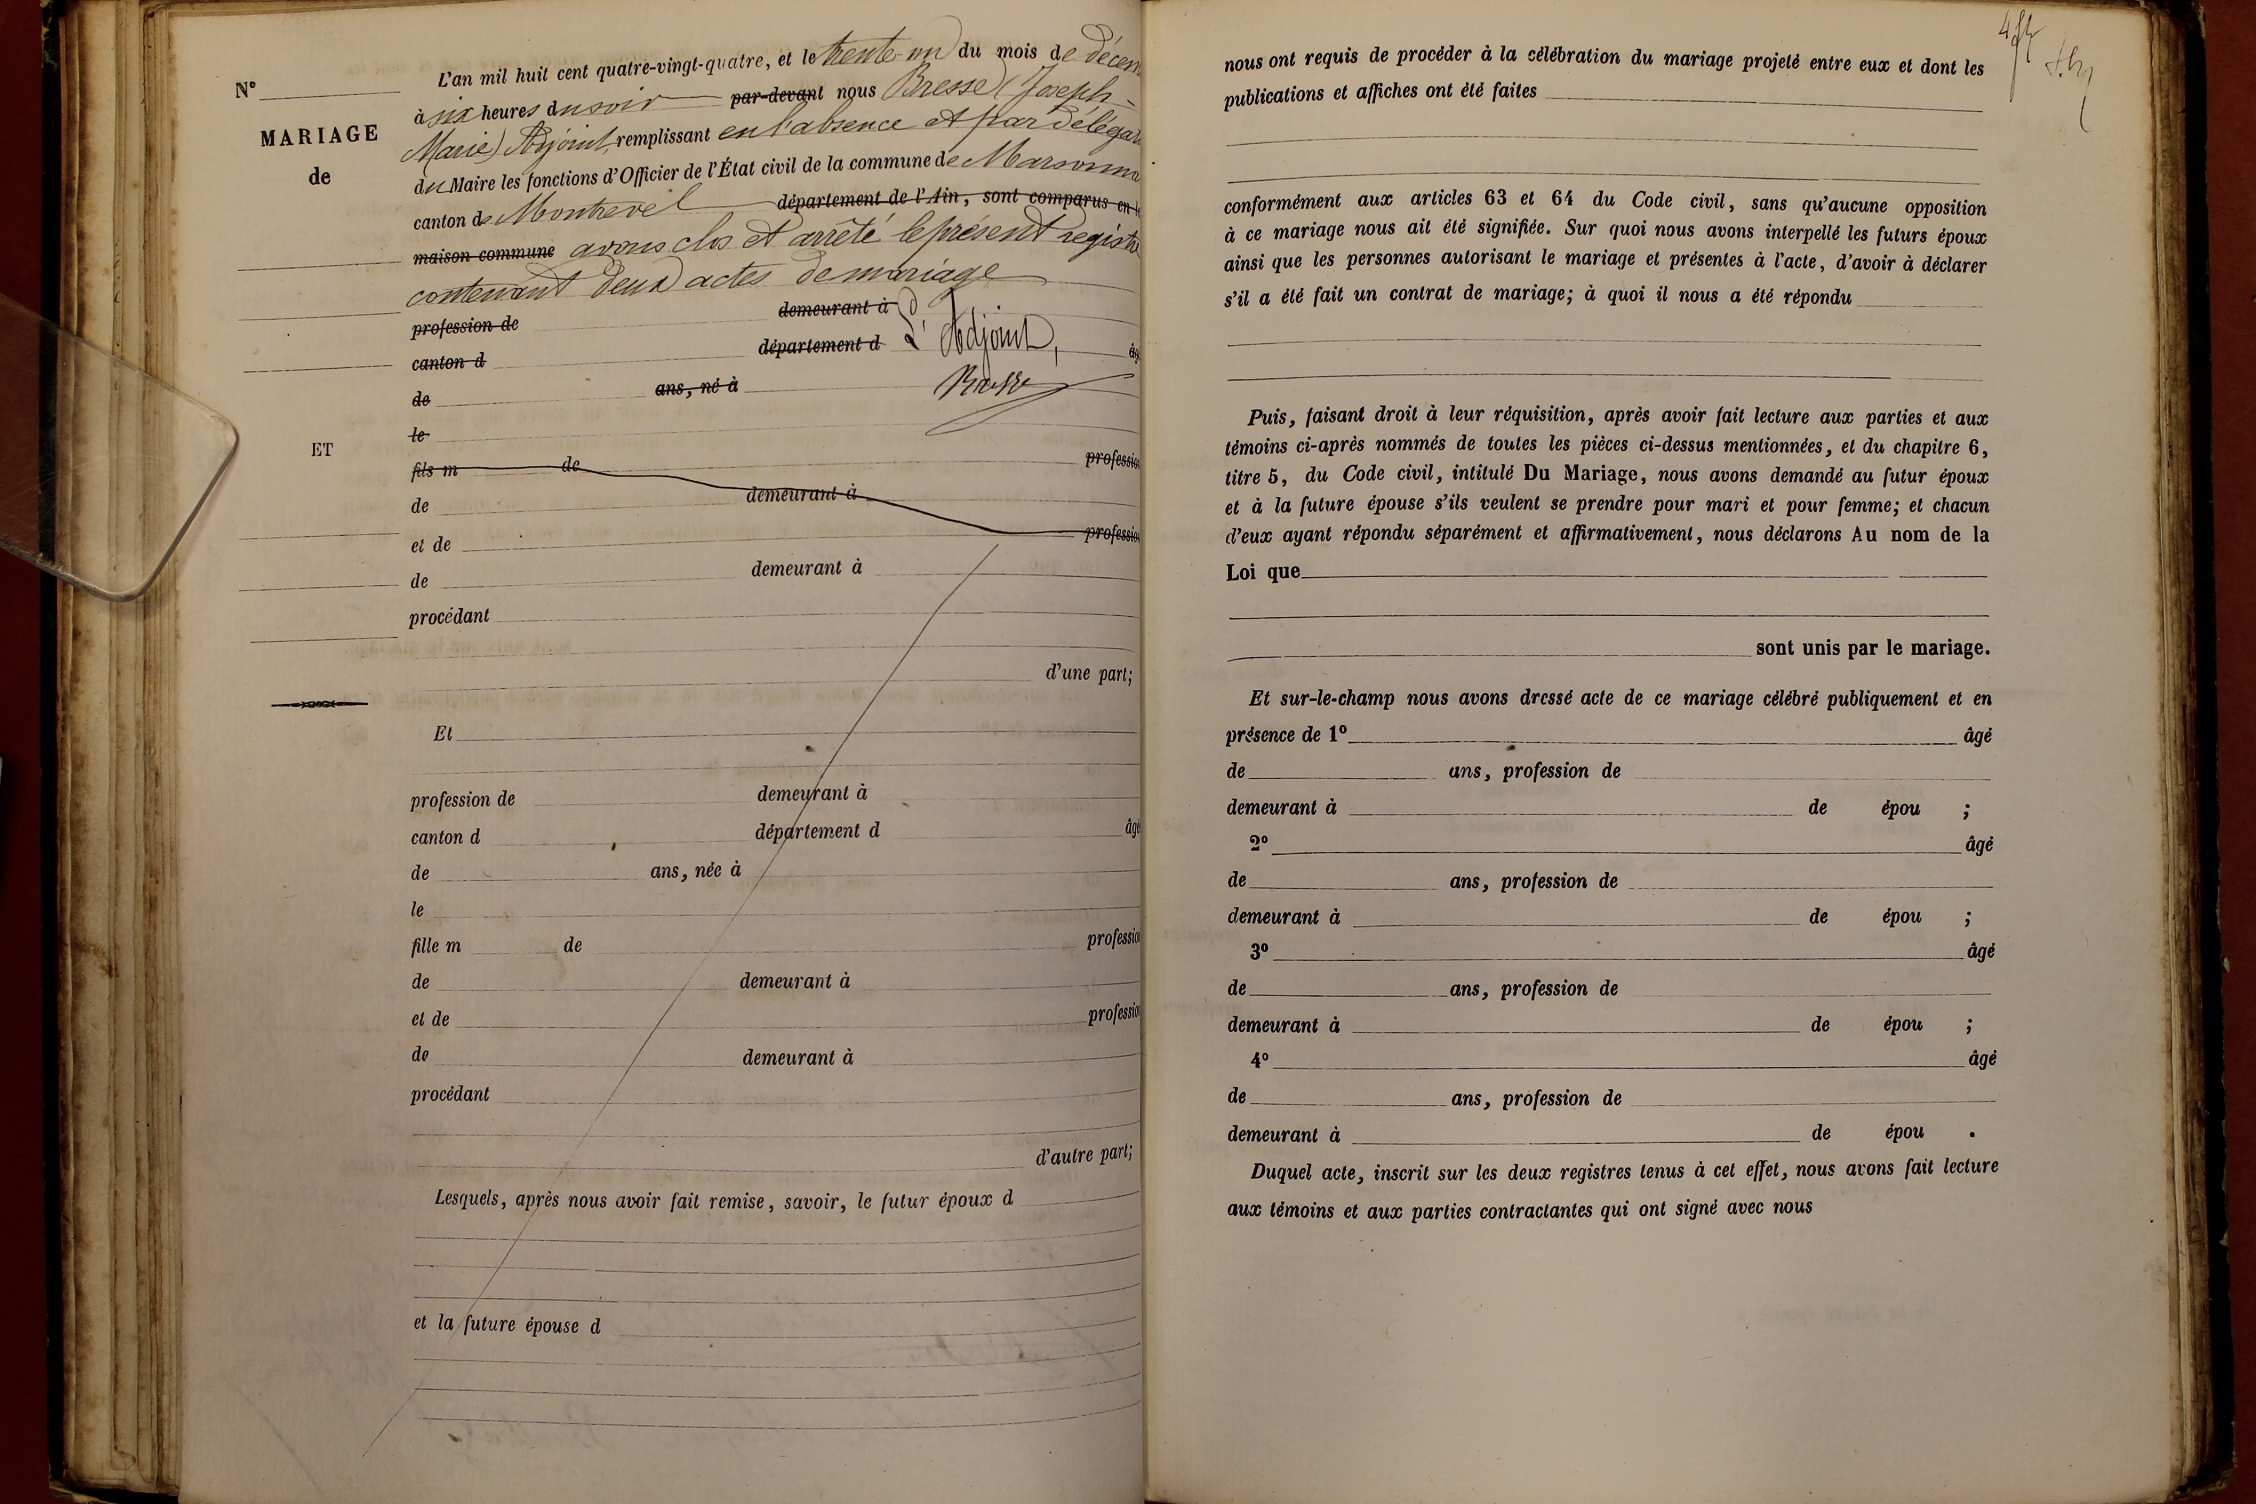 L'an mil huit cent quatre-vingt-quatre, et le trente-un du mois de décem
Nº
à six heures du soir par-devant nous Bresse (Joseph-
MARIAGE
Marie) Adjoint remplissant en l'absence et par délégat
de
du Maire les fonctions d'Officier de l'État civil de la commune de Marsonna
canton de Montrevel département de l'Ain, sont comparus en l
maison commune avons clos et arrêté le présent registre
contenant deux actes de mariage
profession de demeurant à
canton d département d L'Adjoint, âgé
de ans, né à Bresse
le
ET
fils m de profession
de demeurant à
et de profession
de demeurant à
procédant
d'une part;
Et
profession de demeurant à
canton d département d âgé
de ans, née à
le
fille m de profession
de demeurant à
et de profession
de demeurant à
procédant
d'autre part;
Lesquels, après nous avoir fait remise, savoir, le futur époux d
et la future épouse d
nous ont requis de procéder à la célébration du mariage projeté entre eux et dont les
publications et affiches ont été faites
conformément aux articles 63 et 64 du Code civil, sans qu'aucune opposition
à ce mariage nous ait été signifiée. Sur quoi nous avons interpellé les futurs époux
ainsi que les personnes autorisant le mariage et présentes à l'acte, d'avoir à déclarer
s'il a été fait un contrat de mariage; à quoi il nous a été répondu
Puis, faisant droit à leur réquisition, après avoir fait lecture aux parties et aux
témoins ci-après nommés de toutes les pièces ci-dessus mentionnées, et du chapitre 6,
titre 5, du Code civil, intitulé Du Mariage, nous avons demandé au futur époux
et à la future épouse s'ils veulent se prendre pour mari et pour femme; et chacun
d'eux ayant répondu séparément et affirmativement, nous déclarons Au nom de la
Loi que
sont unis par le mariage.
Et sur-le-champ nous avons dressé acte de ce mariage célébré publiquement et en
présence de 1º âgé
de ans, profession de
demeurant à de épou ;
2º âgé
de ans, profession de
demeurant à de épou ;
3º âgé
de ans, profession de
demeurant à de épou ;
4º âgé
de ans, profession de
demeurant à de épou .
Duquel acte, inscrit sur les deux registres tenus à cet effet, nous avons fait lecture
aux témoins et aux parties contractantes qui ont signé avec nous